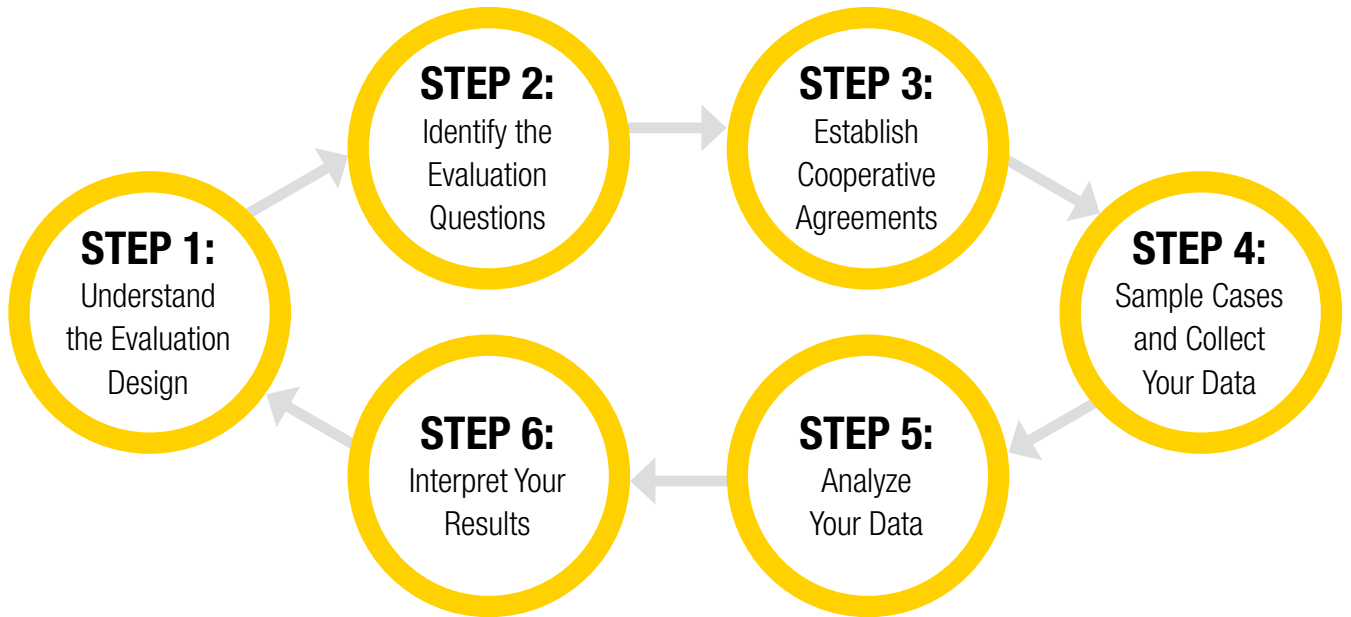 STEP 1:
Understand
the Evaluation
Design
STEP 2:
Identify the
Evaluation
Questions
STEP 3:
Establish
Cooperative
Agreements
STEP 4:
Sample Cases
and Collect
Your Data
STEP 5:
Analyze
Your Data
STEP 6:
Interpret Your
Results